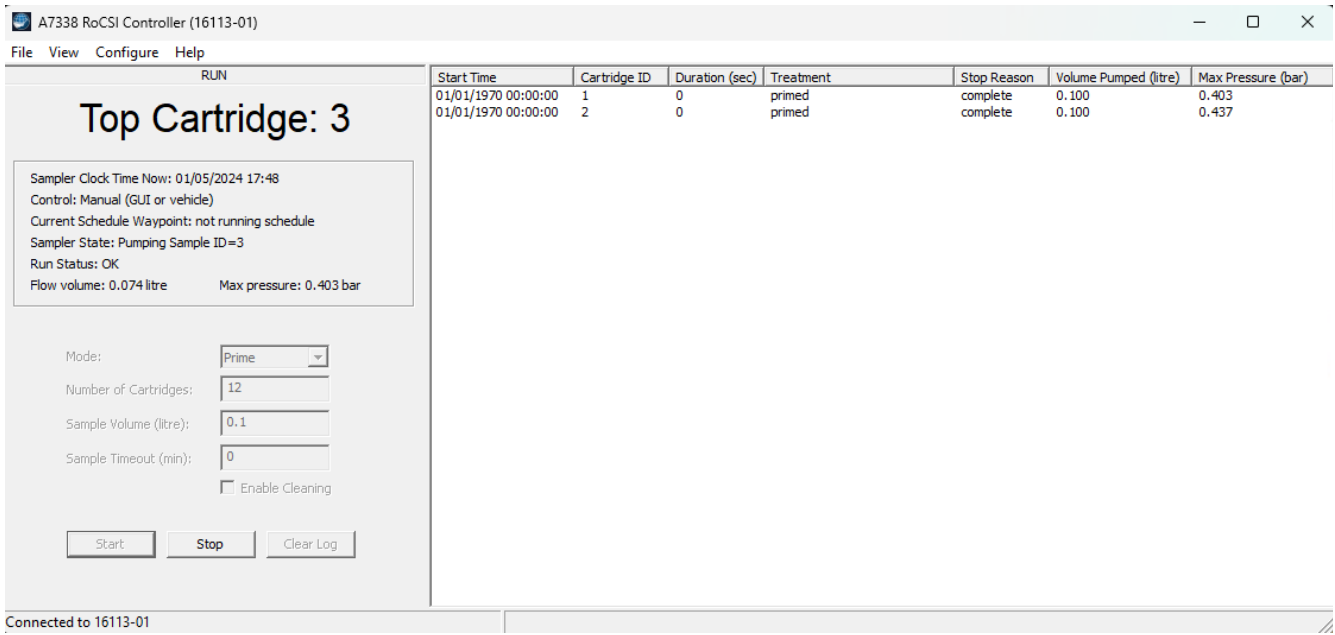 A7338 RoCSI Controller (16113-01)
File View Configure Help
RUN
Top Cartridge: 3
Sampler Clock Time Now: 01/05/2024 17:48
Control: Manual (GUI or vehicle)
Current Schedule Waypoint: not running schedule
Sampler State: Pumping Sample ID=3
Run Status: OK
Flow volume: 0.074 litre Max pressure: 0.403 bar
Mode: Prime
Number of Cartridges: 12
Sample Volume (litre): 0.1
Sample Timeout (min): 0
Enable Cleaning
Start Stop Clear Log
Start Time Cartridge ID Duration (sec) Treatment Stop Reason Volume Pumped (litre) Max Pressure (bar)
01/01/1970 00:00:00 1 0 primed complete 0.100 0.403
01/01/1970 00:00:00 2 0 primed complete 0.100 0.437
Connected to 16113-01